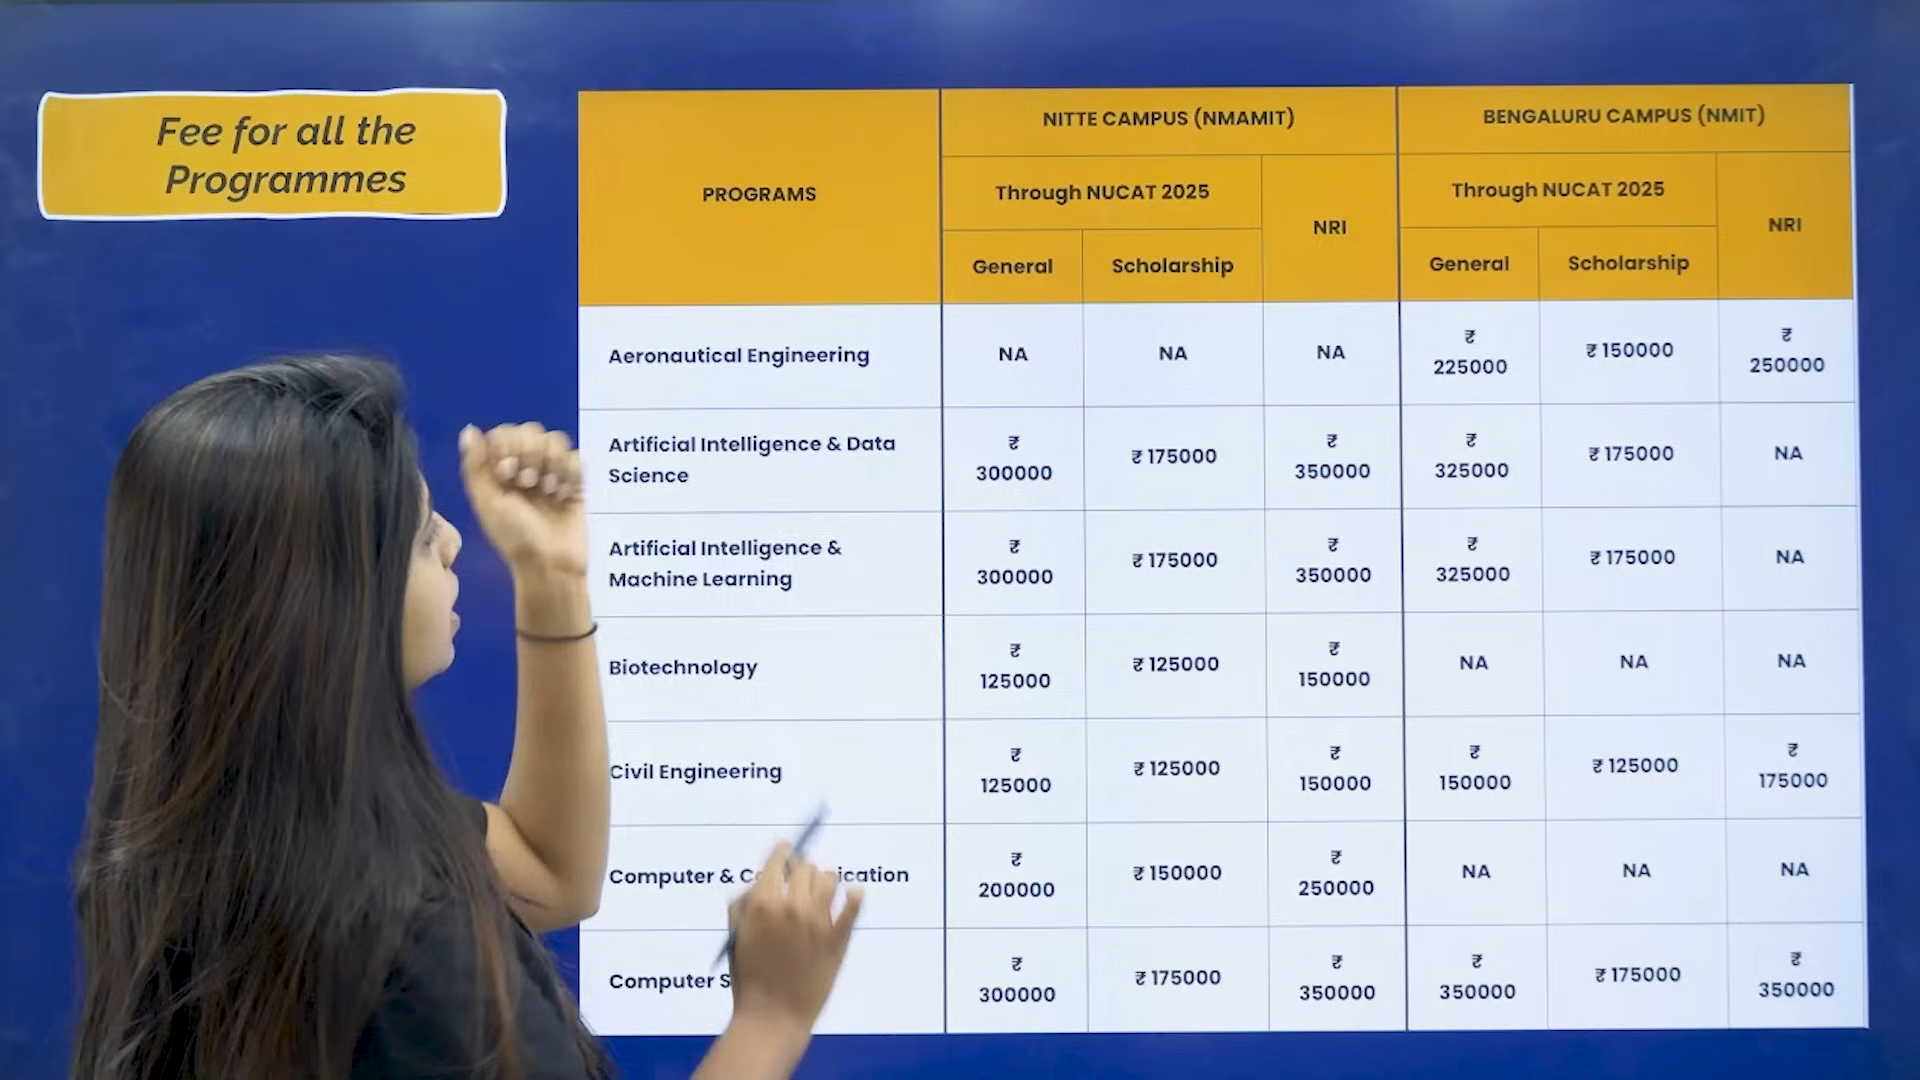 Fee for all the
Programmes
PROGRAMS
NITTE CAMPUS (NMAMIT)
BENGALURU CAMPUS (NMIT)
Through NUCAT 2025
NRI
Through NUCAT 2025
NRI
General
Scholarship
General
Scholarship
Aeronautical Engineering
NA
NA
NA
₹
225000
₹ 150000
₹
250000
Artificial Intelligence & Data
Science
₹
300000
₹ 175000
₹
350000
₹
325000
₹ 175000
NA
Artificial Intelligence &
Machine Learning
₹
300000
₹ 175000
₹
350000
₹
325000
₹ 175000
NA
Biotechnology
₹
125000
₹ 125000
₹
150000
NA
NA
NA
Civil Engineering
₹
125000
₹ 125000
₹
150000
₹
150000
₹ 125000
₹
175000
Computer &
₹
200000
₹ 150000
₹
250000
NA
NA
NA
Computer
₹
300000
₹ 175000
₹
350000
₹
350000
₹ 175000
₹
350000